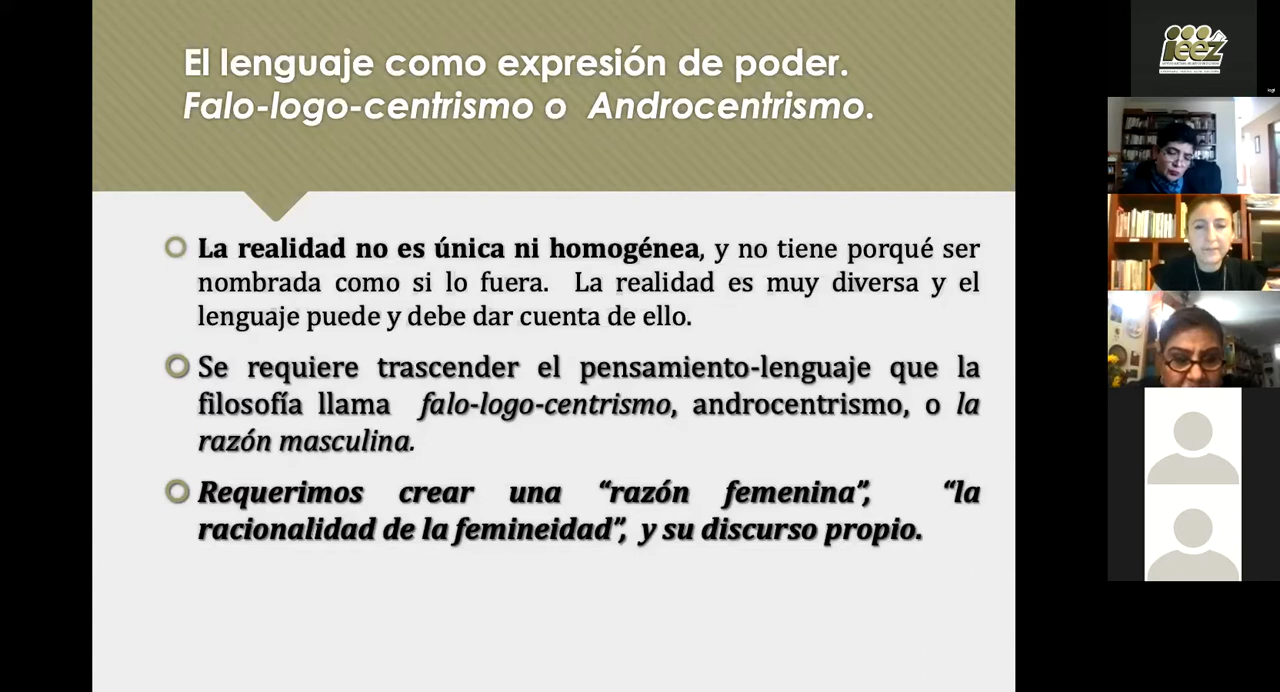 El lenguaje como expresión de poder.
Falo-logo-centrismo o Androcentrismo.
La realidad no es única ni homogénea, y no tiene porqué ser
nombrada como si lo fuera. La realidad es muy diversa y el
lenguaje puede y debe dar cuenta de ello.
Se requiere trascender el pensamiento-lenguaje que la
filosofía llama falo-logo-centrismo, androcentrismo, o la
razón masculina.
Requerimos crear una “razón femenina”, “la
racionalidad de la femineidad”, y su discurso propio.
ieez